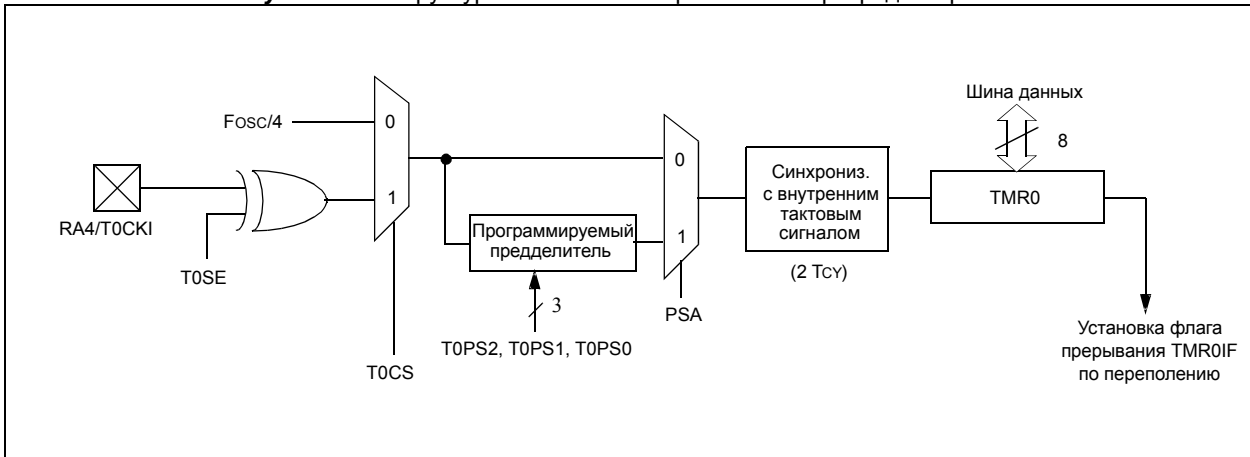 Шина данных
8
Fosc/4
0
1
RA4/T0CKI
T0SE
T0CS
Программируемый
предделитель
3
T0PS2, T0PS1, T0PS0
0
1
PSA
Синхрониз.
с внутренним
тактовым
сигналом
(2 TCY)
TMR0
Установка флага
прерывания TMR0IF
по переполению